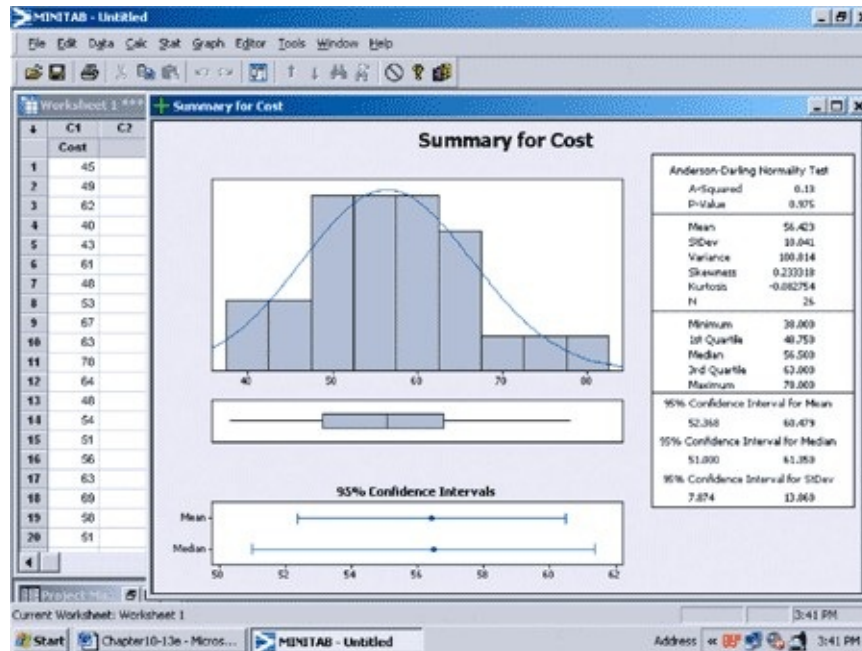 MINITAB - Untitled
File Edit Data Calc Stat Graph Editor Tools Window Help
Worksheet 1 ***
Summary for Cost
C1 C2
Cost
1 45
2 49
3 62
4 40
5 43
6 61
7 48
8 53
9 67
10 63
11 78
12 64
13 48
14 54
15 51
16 56
17 63
18 69
19 58
20 51
Summary for Cost
40 50 60 70 80
95% Confidence Intervals
Mean
Median
50 52 54 56 58 60 62
Anderson-Darling Normality Test
A-Squared 0.13
P-Value 0.975
Mean 56.423
StDev 10.041
Variance 100.814
Skewness 0.233318
Kurtosis -0.082754
N 26
Minimum 38.000
1st Quartile 48.750
Median 56.500
3rd Quartile 63.000
Maximum 78.000
95% Confidence Interval for Mean
52.368 60.479
95% Confidence Interval for Median
51.000 61.350
95% Confidence Interval for StDev
7.874 13.860
Current Worksheet: Worksheet 1
3:41 PM
Start
Chapter10-13e - Micros...
MINITAB - Untitled
Address
3:41 PM